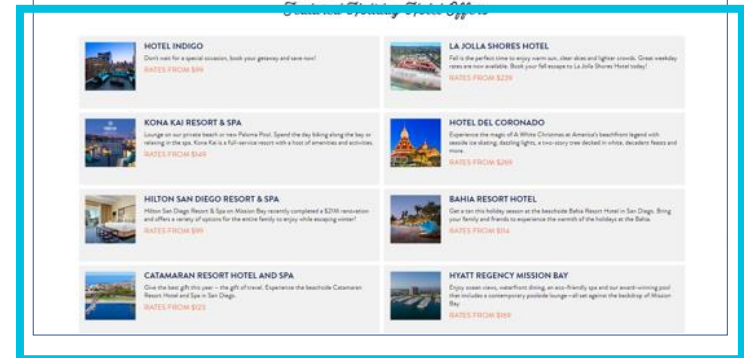 Featured Holiday Hotel Offers
HOTEL INDIGO
Don't wait for a special occasion, book your getaway and save now!
RATES FROM $99
LA JOLLA SHORES HOTEL
Fall is the perfect time to enjoy warm sun, clear skies and lighter crowds. Great weekday
rates are now available. Book your fall escape to La Jolla Shores Hotel today!
RATES FROM $239
KONA KAI RESORT & SPA
Lounge on our private beach or new Paloma Pool. Spend the day biking along the bay or
relaxing in the spa. Kona Kai is a full-service resort with a host of amenities and activities.
RATES FROM $149
HOTEL DEL CORONADO
Experience the magic of A White Christmas at America's beachfront legend with
seaside ice skating, dazzling lights, a two-story tree decked in white, decadent feasts and
more.
RATES FROM $269
HILTON SAN DIEGO RESORT & SPA
Hilton San Diego Resort & Spa on Mission Bay recently completed a $21M renovation
and offers a variety of options for the entire family to enjoy while escaping winter!
RATES FROM $99
BAHIA RESORT HOTEL
Get a tan this holiday season at the beachside Bahia Resort Hotel in San Diego. Bring
your family and friends to experience the warmth of the holidays at the Bahia.
RATES FROM $114
CATAMARAN RESORT HOTEL AND SPA
Give the best gift this year – the gift of travel. Experience the beachside Catamaran
Resort Hotel and Spa in San Diego.
RATES FROM $123
HYATT REGENCY MISSION BAY
Enjoy ocean views, waterfront dining, an eco-friendly spa and our award-winning pool
that includes a contemporary poolside lounge—all set against the backdrop of Mission
Bay.
RATES FROM $169